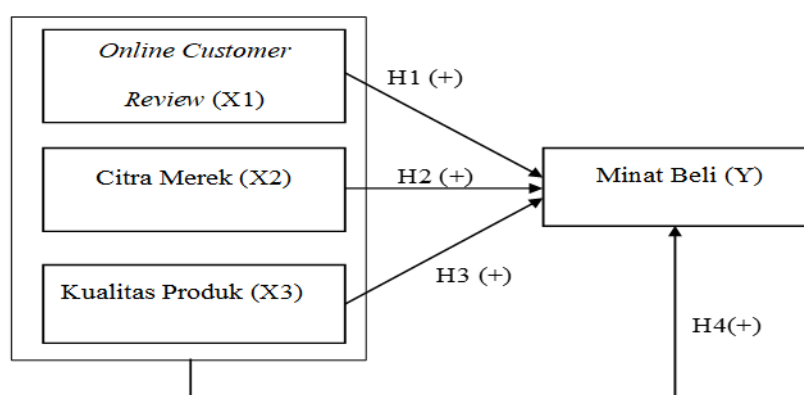 Online Customer
Review (X1)
H1 (+)
Citra Merek (X2)
H2 (+)
Minat Beli (Y)
Kualitas Produk (X3)
H3 (+)
H4(+)